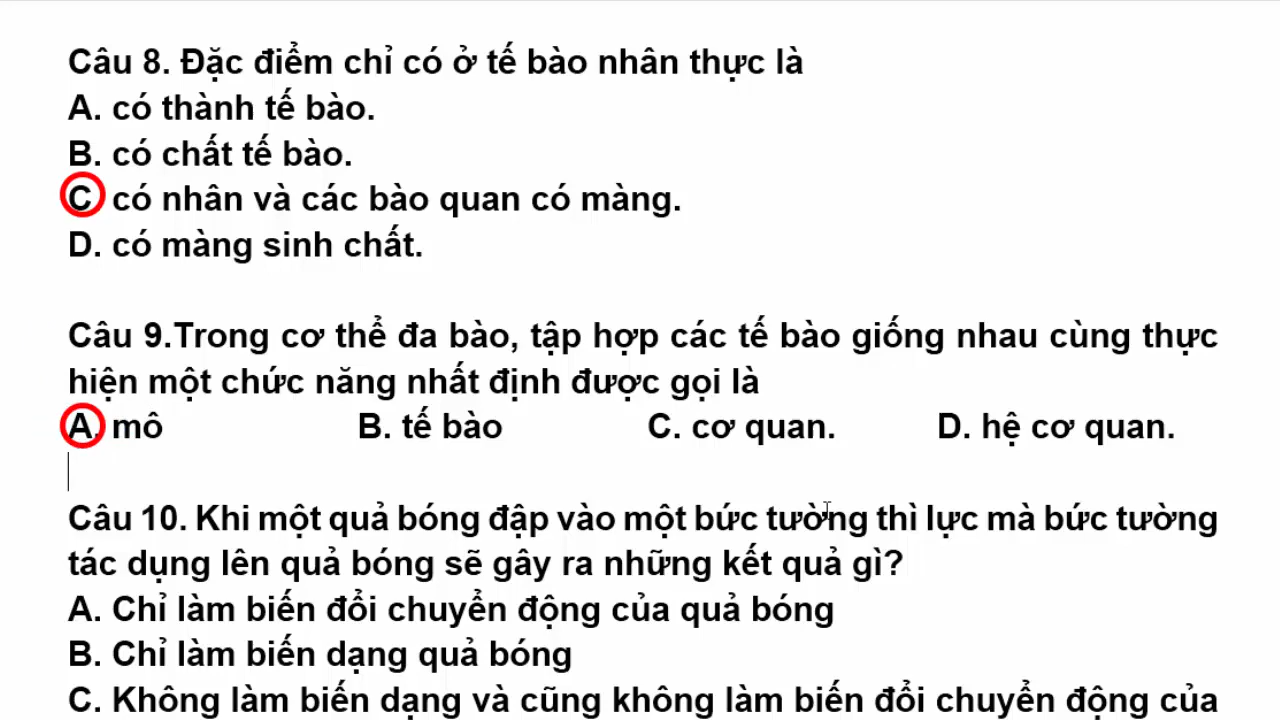 Câu 8. Đặc điểm chỉ có ở tế bào nhân thực là
A. có thành tế bào.
B. có chất tế bào.
C có nhân và các bào quan có màng.
D. có màng sinh chất.
Câu 9.Trong cơ thể đa bào, tập hợp các tế bào giống nhau cùng thực
hiện một chức năng nhất định được gọi là
A. mô B. tế bào C. cơ quan. D. hệ cơ quan.
Câu 10. Khi một quả bóng đập vào một bức tường thì lực mà bức tường
tác dụng lên quả bóng sẽ gây ra những kết quả gì?
A. Chỉ làm biến đổi chuyển động của quả bóng
B. Chỉ làm biến dạng quả bóng
C. Không làm biến dạng và cũng không làm biến đổi chuyển động của